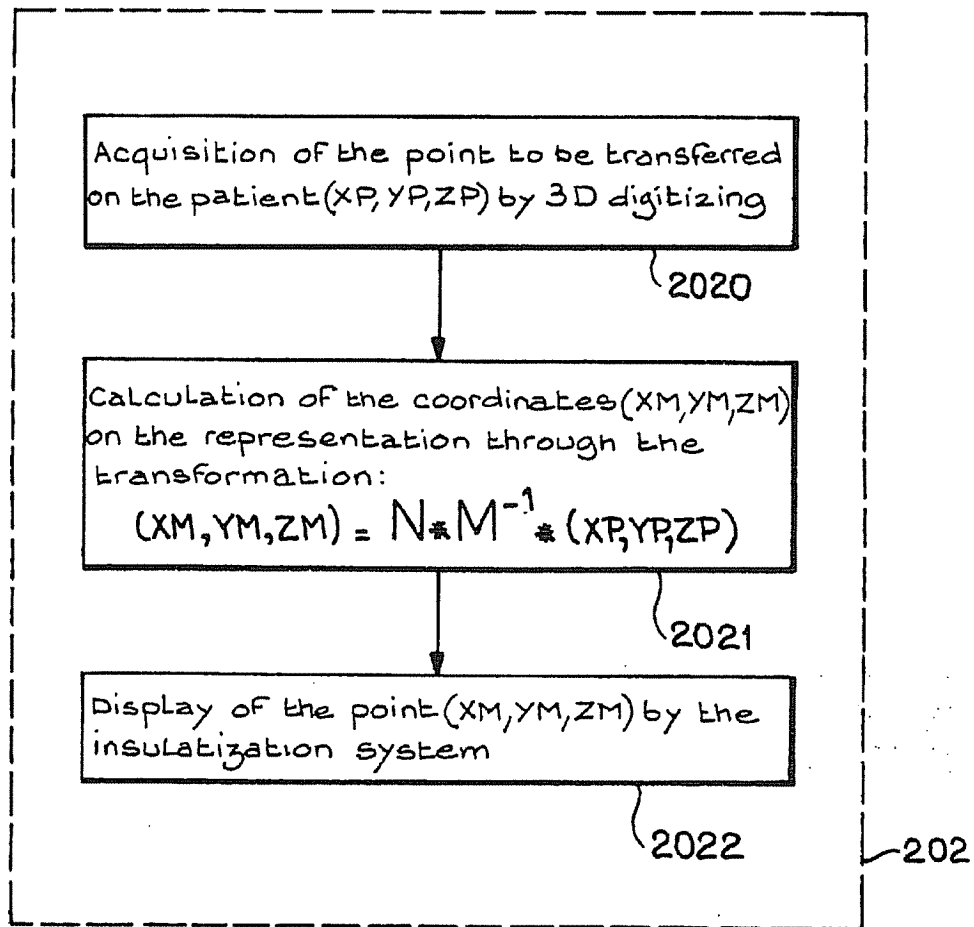 Acquisition of the point to be transferred
on the patient (XP, YP, ZP) by 3D digitizing
2020
Calculation of the coordinates (XM, YM, ZM)
on the representation through the
transformation:
(XM, YM, ZM) = N * M⁻¹ * (XP, YP, ZP)
2021
Display of the point (XM, YM, ZM) by the
insulatization system
2022
202